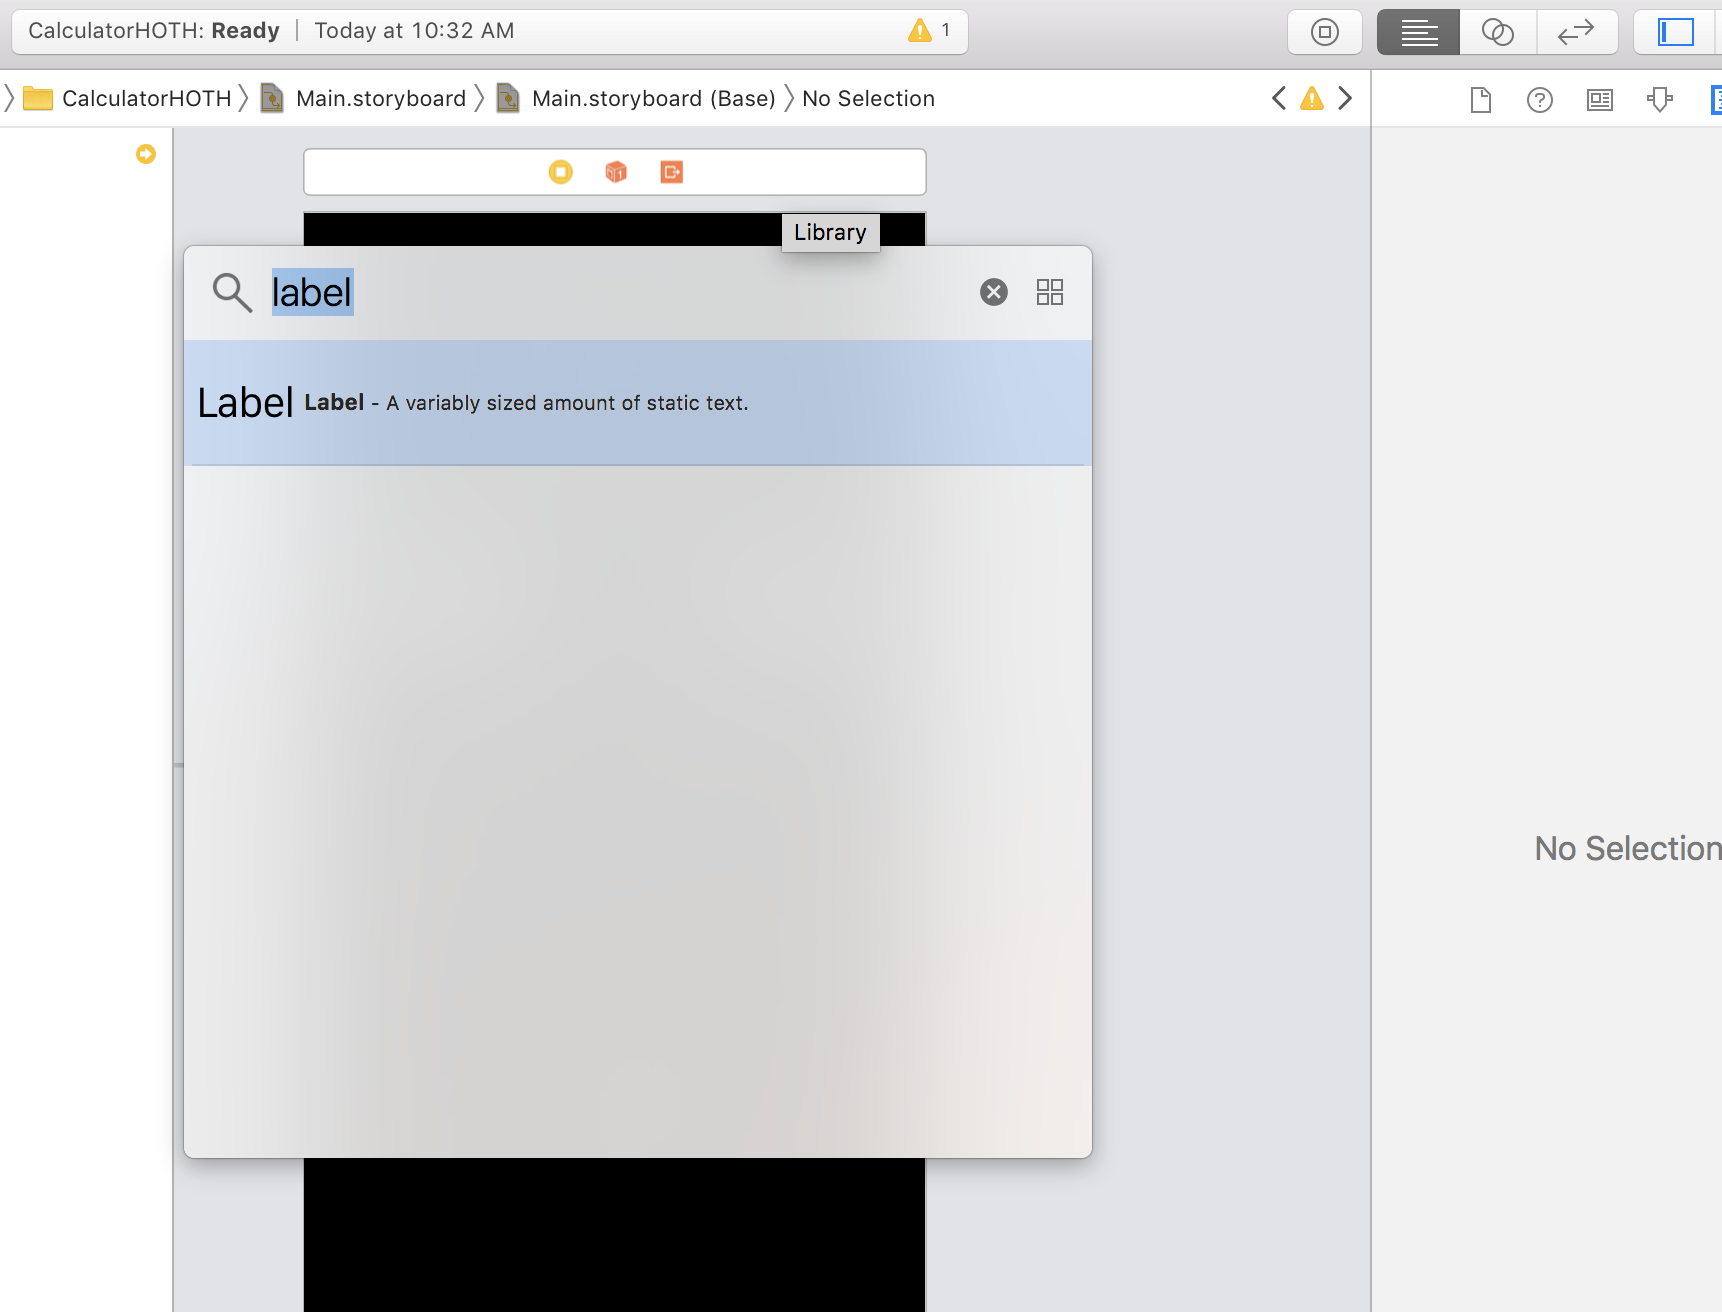 CalculatorHOTH: Ready | Today at 10:32 AM 1
CalculatorHOTH Main.storyboard Main.storyboard (Base) No Selection
1
Library
label
Label Label - A variably sized amount of static text.
No Selection